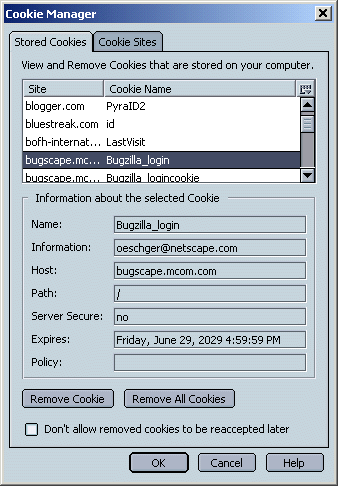 Cookie Manager
Stored Cookies Cookie Sites
View and Remove Cookies that are stored on your computer.
Site Cookie Name
blogger.com PyraID2
bluestreak.com id
bofh-internat... LastVisit
bugscape.mc... Bugzilla_login
bugscape.mc... Bugzilla_logincookie
Information about the selected Cookie
Name: Bugzilla_login
Information: oeschger@netscape.com
Host: bugscape.mcom.com
Path: /
Server Secure: no
Expires: Friday, June 29, 2029 4:59:59 PM
Policy:
Remove Cookie Remove All Cookies
Don't allow removed cookies to be reaccepted later
OK Cancel Help